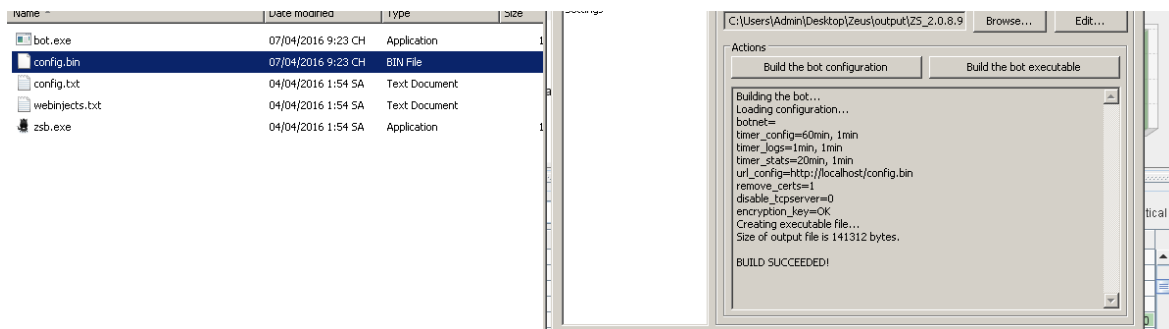 Name
Date modified
Type
Size
bot.exe
07/04/2016 9:23 CH
Application
1
config.bin
07/04/2016 9:23 CH
BIN File
config.txt
04/04/2016 1:54 SA
Text Document
webinjects.txt
04/04/2016 1:54 SA
Text Document
zsb.exe
04/04/2016 1:54 SA
Application
1
Settings
C:\Users\Admin\Desktop\Zeus\output\ZS_2.0.8.9
Browse...
Edit...
Actions
Build the bot configuration
Build the bot executable
Building the bot...
Loading configuration...
botnet=
timer_config=60min, 1min
timer_logs=1min, 1min
timer_stats=20min, 1min
url_config=http://localhost/config.bin
remove_certs=1
disable_tcpserver=0
encryption_key=OK
Creating executable file...
Size of output file is 141312 bytes.
BUILD SUCCEEDED!
tical